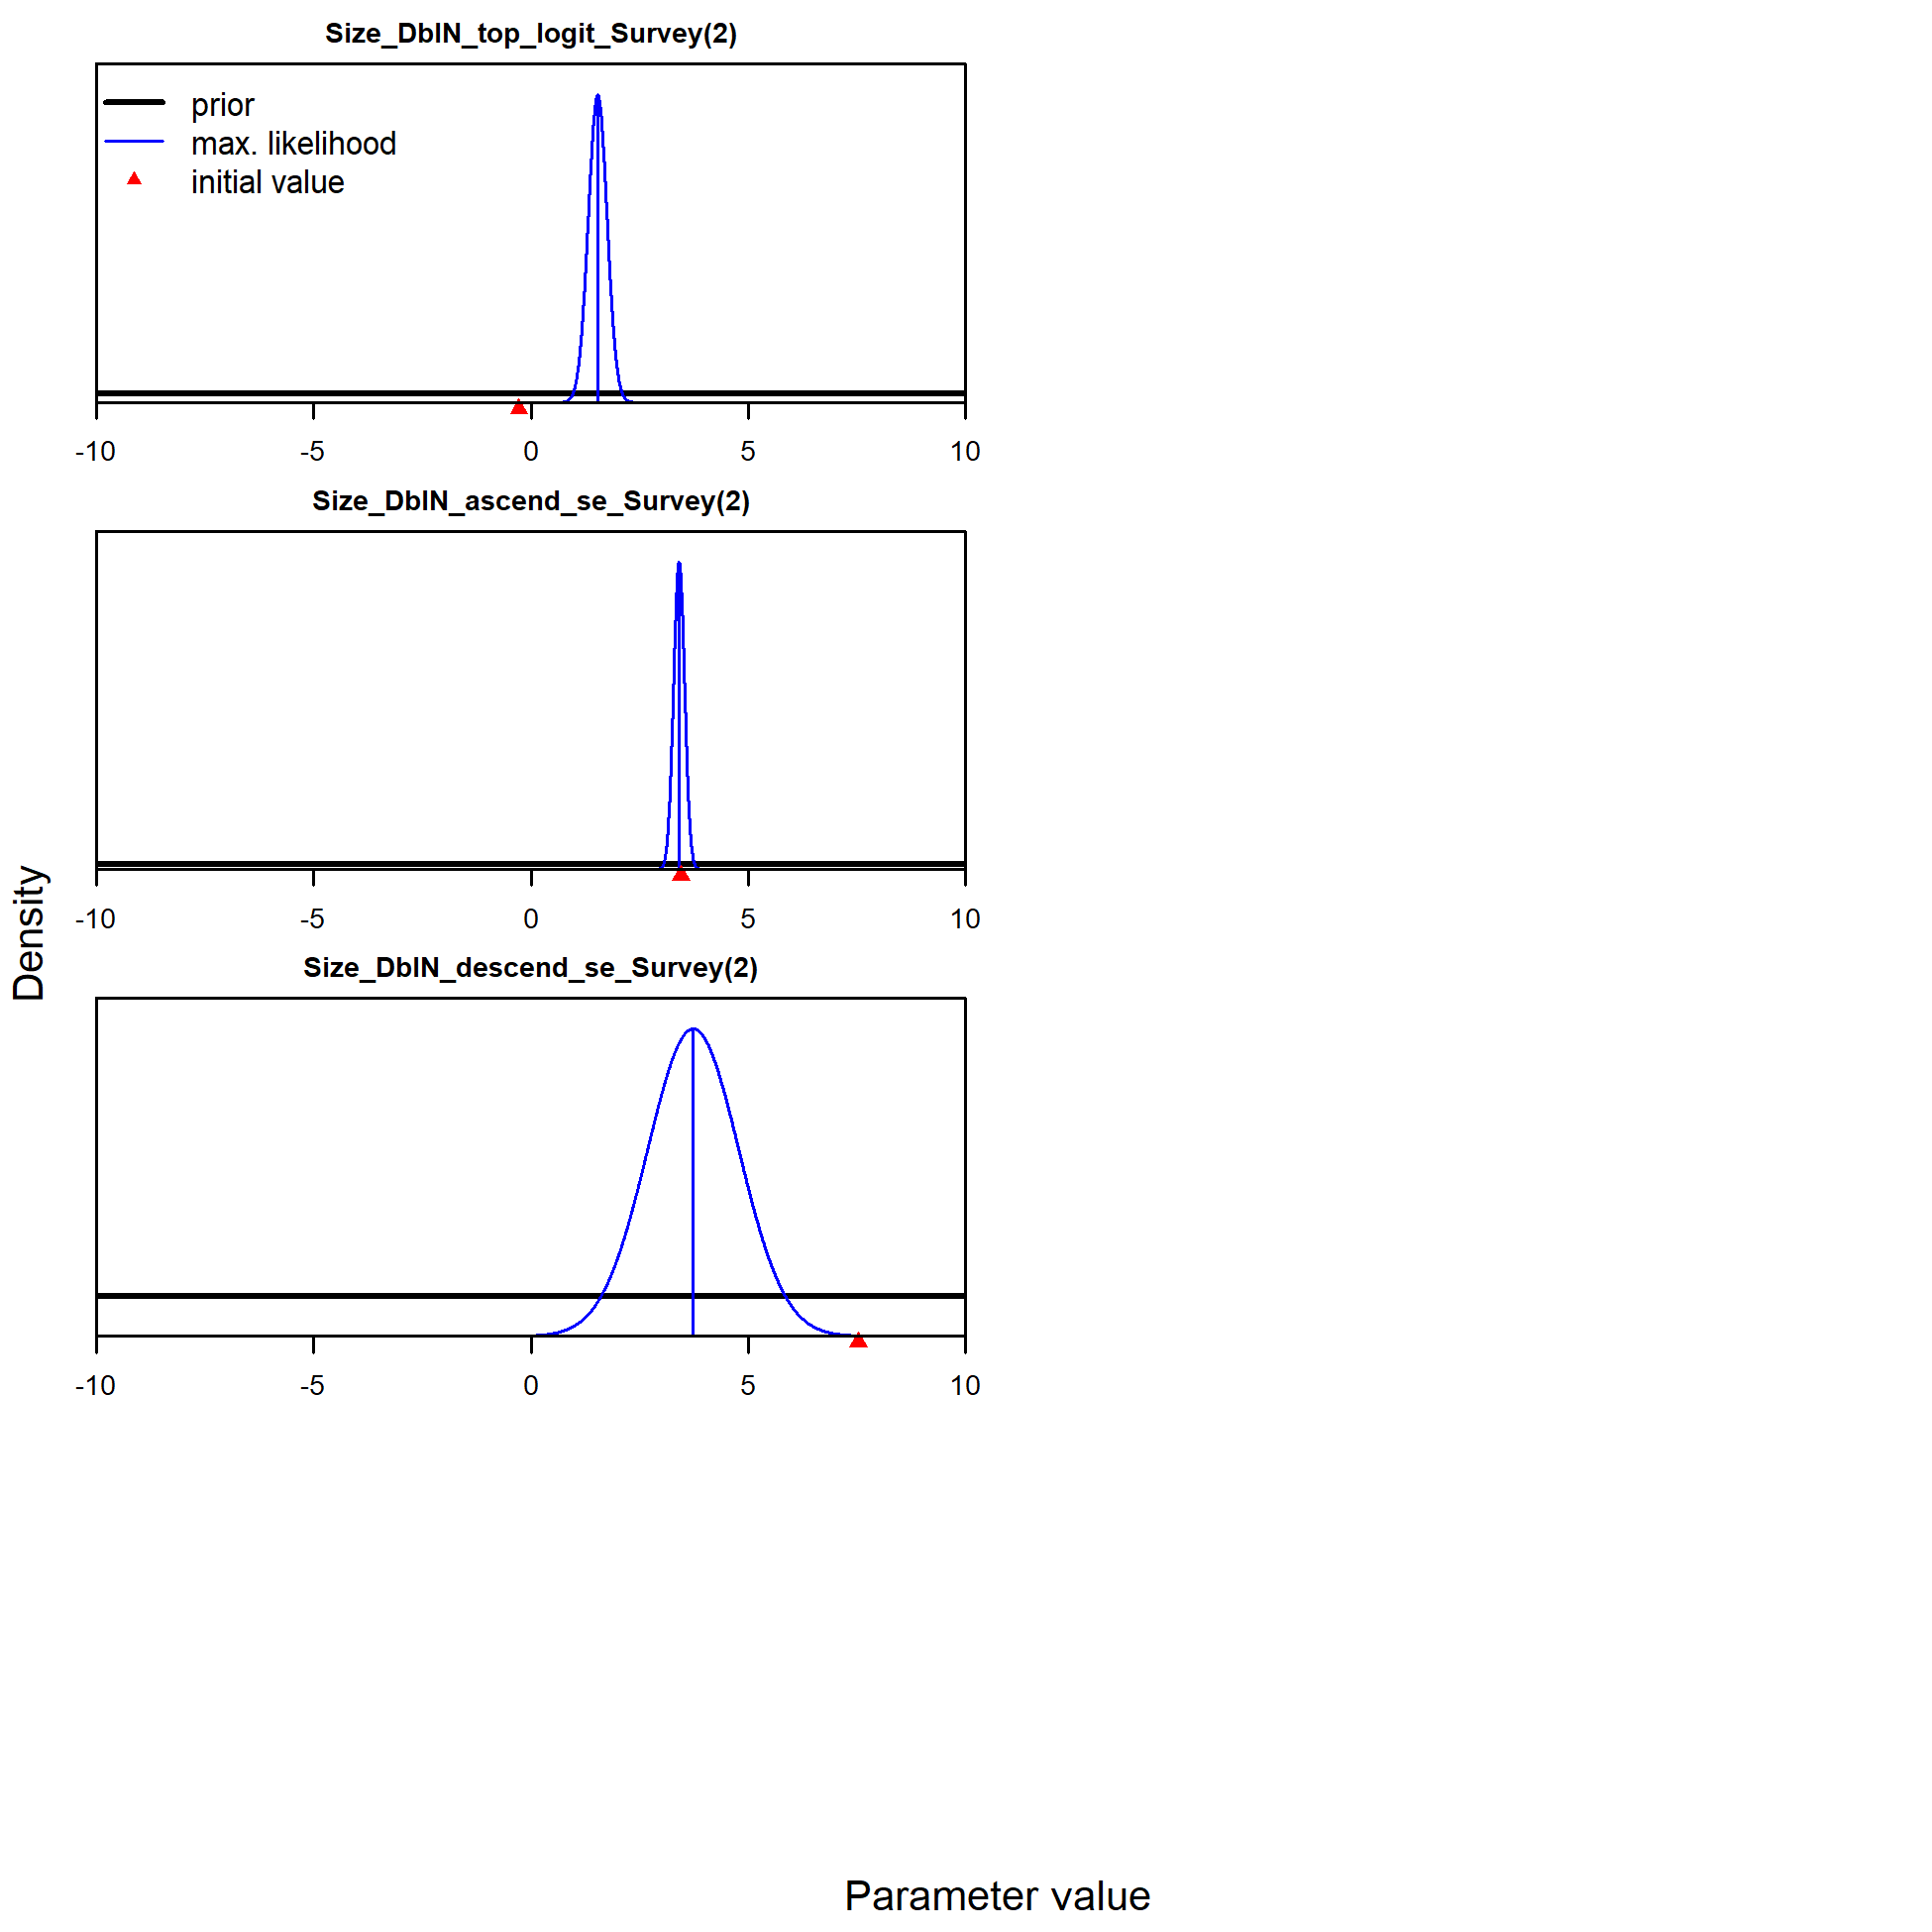 Size_DblN_top_logit_Survey(2)
prior
max. likelihood
initial value
-10 -5 0 5 10
Size_DblN_ascend_se_Survey(2)
-10 -5 0 5 10
Size_DblN_descend_se_Survey(2)
-10 -5 0 5 10
Density
Parameter value